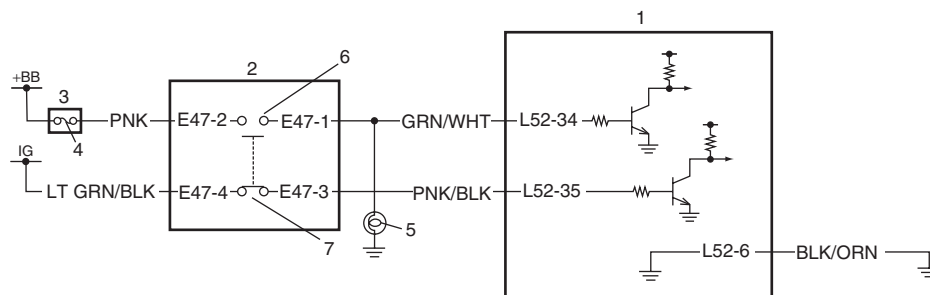 1
2
6
+BB
3
4
PNK
E47-2
E47-1
GRN/WHT
L52-34
IG
LT GRN/BLK
E47-4
E47-3
PNK/BLK
L52-35
5
7
L52-6
BLK/ORN